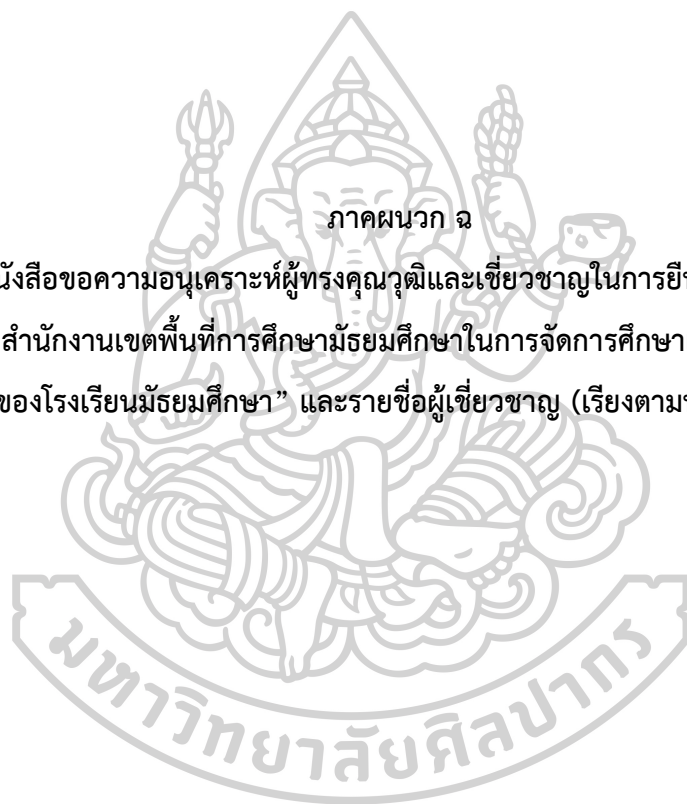 ภาคผนวก ฉ
นังสือขอความอนุเคราะห์ผู้ทรงคุณวุฒิและเชี่ยวชาญในการยื
สำนักงานเขตพื้นที่การศึกษามัธยมศึกษาในการจัดการศึกษา
ของโรงเรียนมัธยมศึกษา” และรายชื่อผู้เชี่ยวชาญ (เรียงตาม
มหาวิทยาลัยศิลปากร